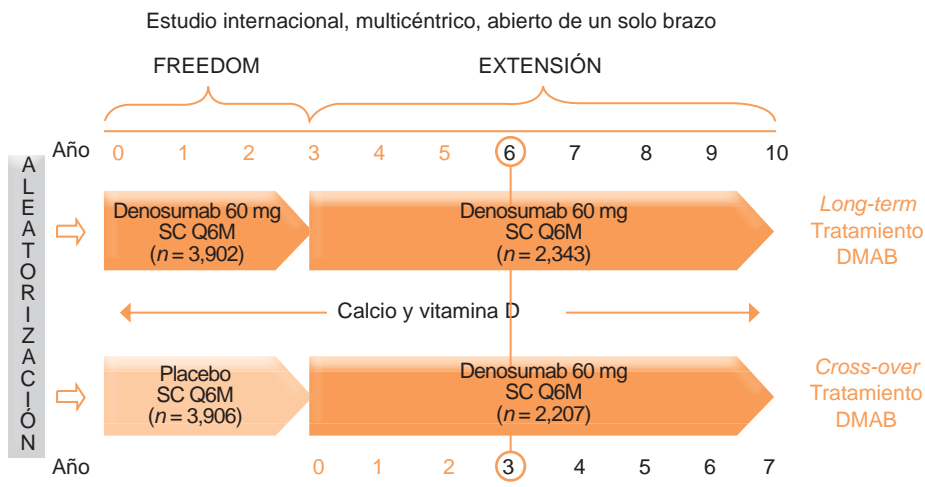 Estudio internacional, multicéntrico, abierto de un solo brazo
FREEDOM EXTENSIÓN
Año 0 1 2 3 4 5 6 7 8 9 10
ALEATORIZACIÓN
Denosumab 60 mg
SC Q6M
(n = 3,902)
Denosumab 60 mg
SC Q6M
(n = 2,343)
Long-term
Tratamiento
DMAB
Calcio y vitamina D
Placebo
SC Q6M
(n = 3,906)
Denosumab 60 mg
SC Q6M
(n = 2,207)
Cross-over
Tratamiento
DMAB
Año 0 1 2 3 4 5 6 7